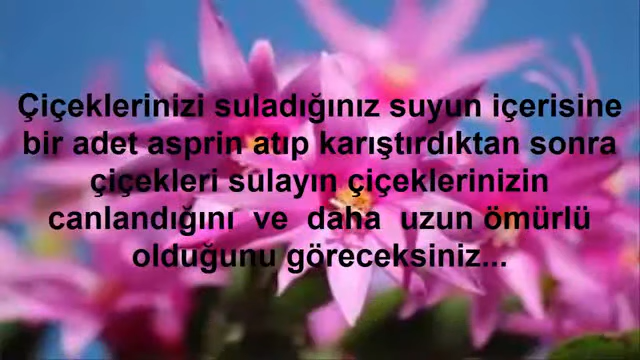 Çiçeklerinizi suladığınız suyun içerisine
bir adet asprin atıp karıştırdıktan sonra
çiçekleri sulayın çiçeklerinizin
canlandığını ve daha uzun ömürlü
olduğunu göreceksiniz...